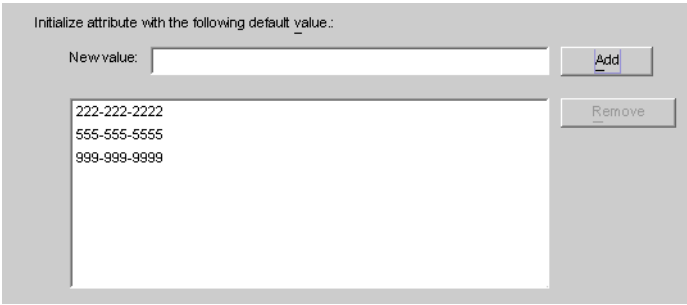 Initialize attribute with the following default value.:
New value:
Add
222-222-2222
Remove
555-555-5555
999-999-9999